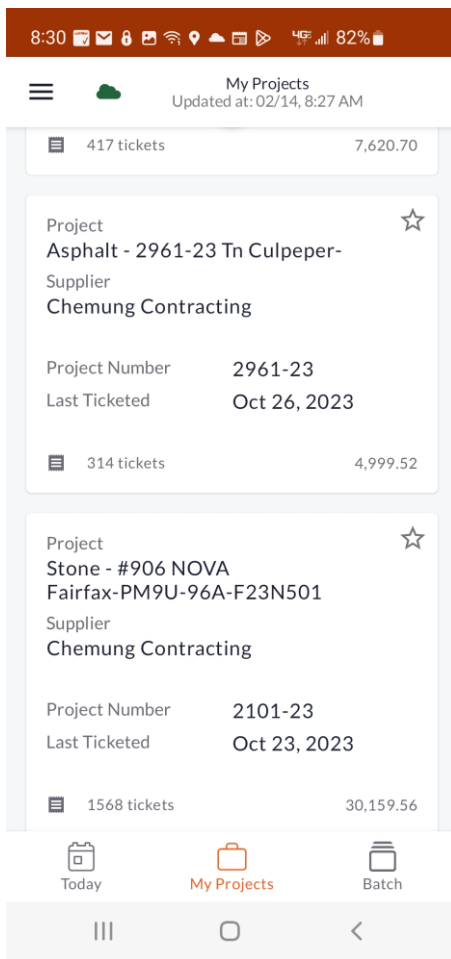 8:30
4GE 82%
My Projects
Updated at: 02/14, 8:27 AM
417 tickets 7,620.70
Project
Asphalt - 2961-23 Tn Culpeper-
Supplier
Chemung Contracting
Project Number 2961-23
Last Ticketed Oct 26, 2023
314 tickets 4,999.52
Project
Stone - #906 NOVA
Fairfax-PM9U-96A-F23N501
Supplier
Chemung Contracting
Project Number 2101-23
Last Ticketed Oct 23, 2023
1568 tickets 30,159.56
Today My Projects Batch